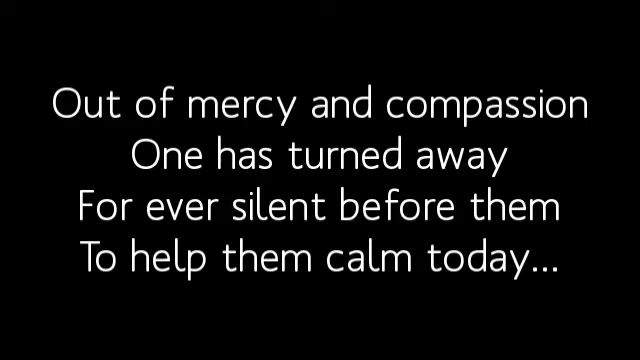 Out of mercy and compassion
One has turned away
For ever silent before them
To help them calm today...